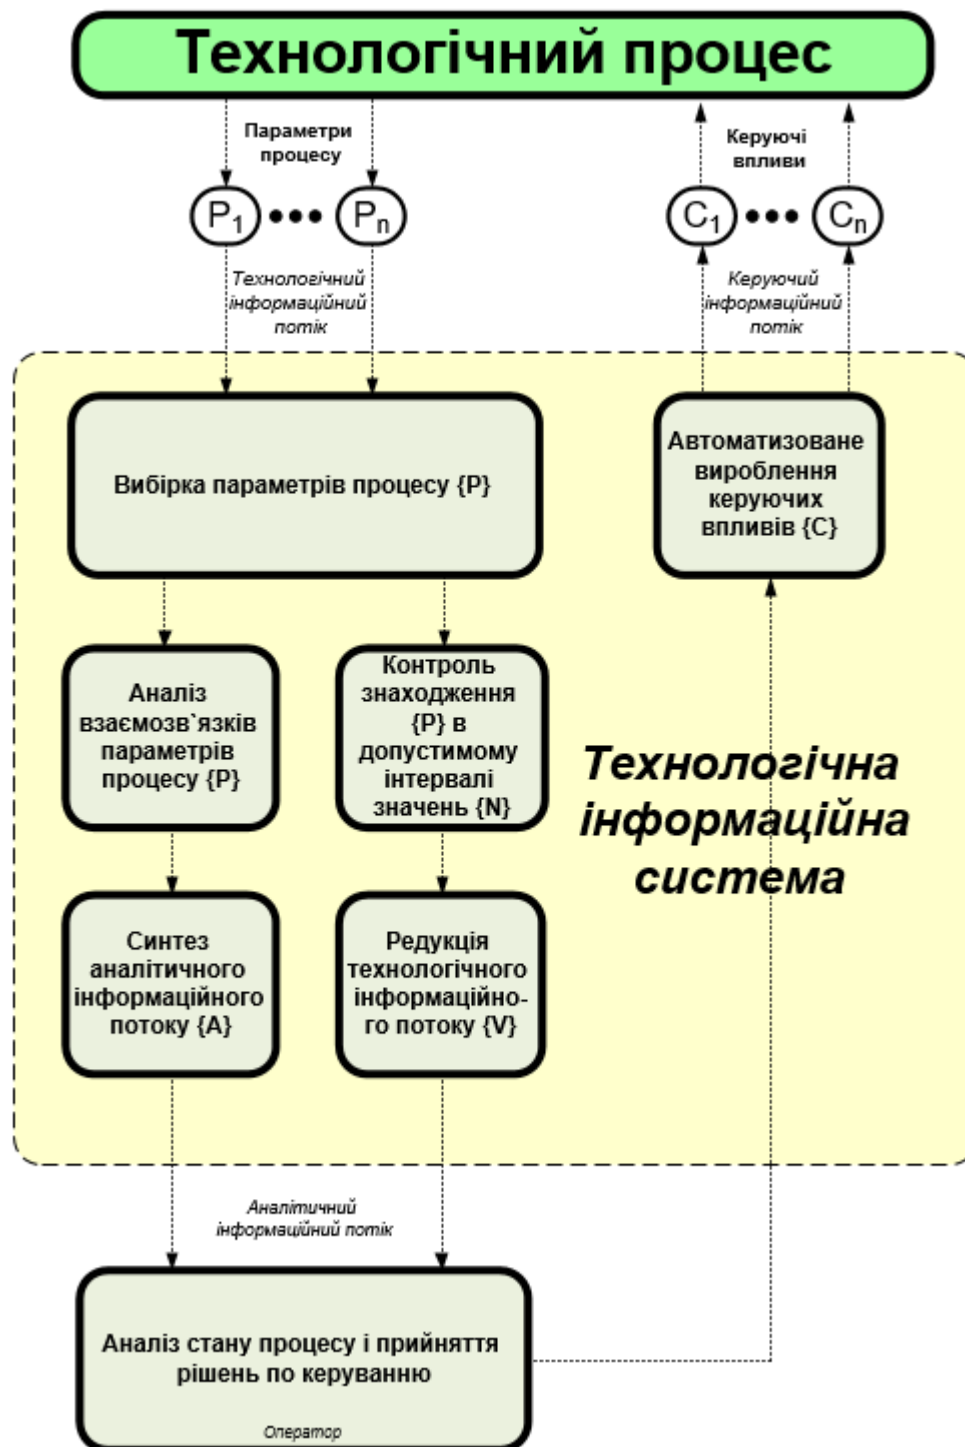 Технологічний процес
Параметри
процесу
Керуючі
впливи
P1 ••• Pn
C1 ••• Cn
Технологічний
інформаційний
потік
Керуючий
інформаційний
потік
Вибірка параметрів процесу {P}
Автоматизоване
вироблення
керуючих
впливів {C}
Аналіз
взаємозв`язків
параметрів
процесу {P}
Контроль
знаходження
{P} в
допустимому
інтервалі
значень {N}
Технологічна
інформаційна
система
Синтез
аналітичного
інформаційного
потоку {A}
Редукція
технологічного
інформаційно-
го потоку {V}
Аналітичний
інформаційний потік
Аналіз стану процесу і прийняття
рішень по керуванню
Оператор